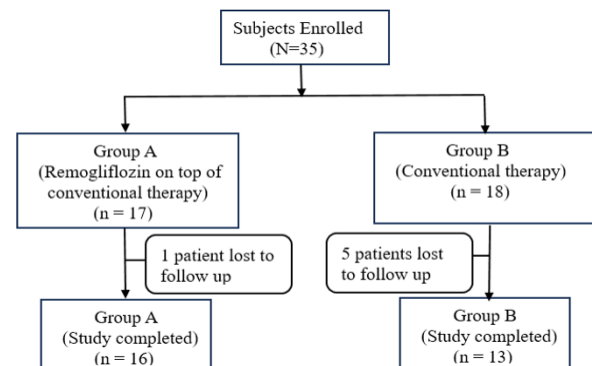 Subjects Enrolled
(N=35)
Group A
(Remogliflozin on top of
conventional therapy)
(n = 17)
Group B
(Conventional therapy)
(n = 18)
1 patient lost to
follow up
5 patients lost
to follow up
Group A
(Study completed)
(n = 16)
Group B
(Study completed)
(n = 13)